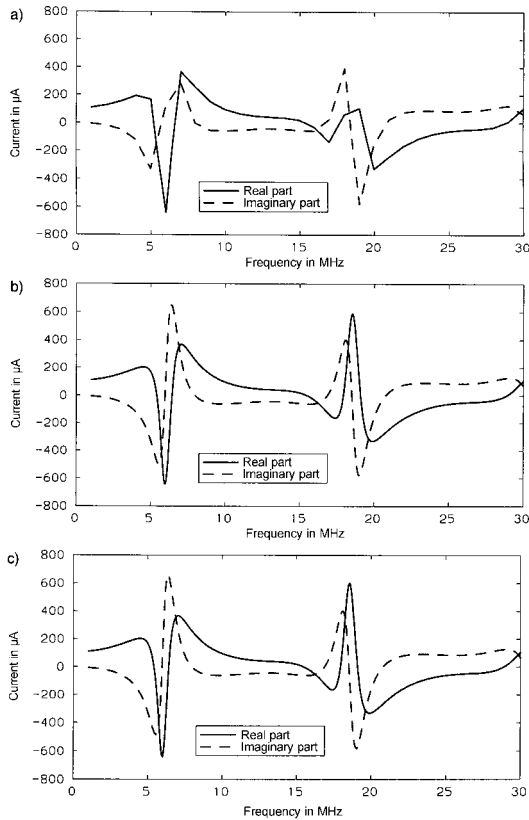 a)
800
600
400
200
0
−200
−400
−600
−800
Current in µA
Real part
Imaginary part
0 5 10 15 20 25 30
Frequency in MHz
b)
800
600
400
200
0
−200
−400
−600
−800
Current in µA
Real part
Imaginary part
0 5 10 15 20 25 30
Frequency in MHz
c)
800
600
400
200
0
−200
−400
−600
−800
Current in µA
Real part
Imaginary part
0 5 10 15 20 25 30
Frequency in MHz